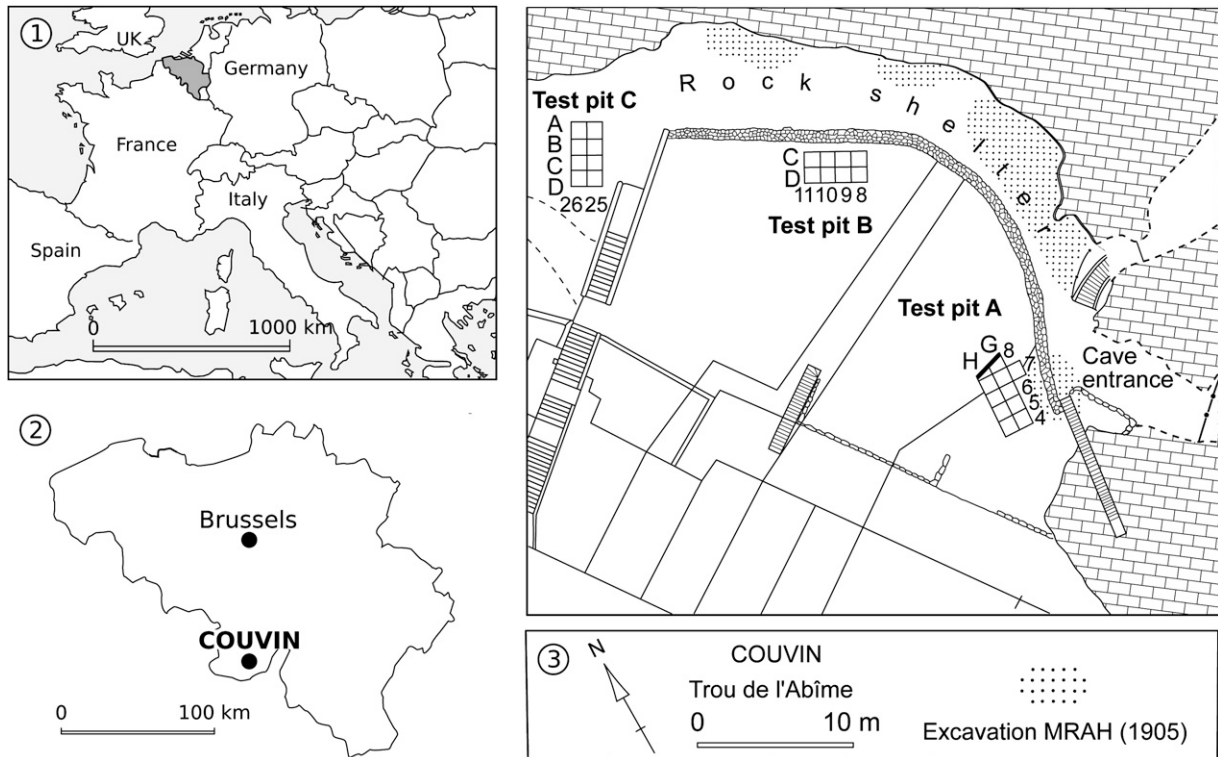 1
UK
Germany
France
Italy
Spain
0 1000 km
2
Brussels
COUVIN
0 100 km
Rock shelter
Test pit C
A
B
C
D
26 25
C
D
11 10 9 8
Test pit B
Test pit A
H G 8 7
6
5
4
Cave
entrance
3
N
COUVIN
Trou de l'Abîme
0 10 m
Excavation MRAH (1905)